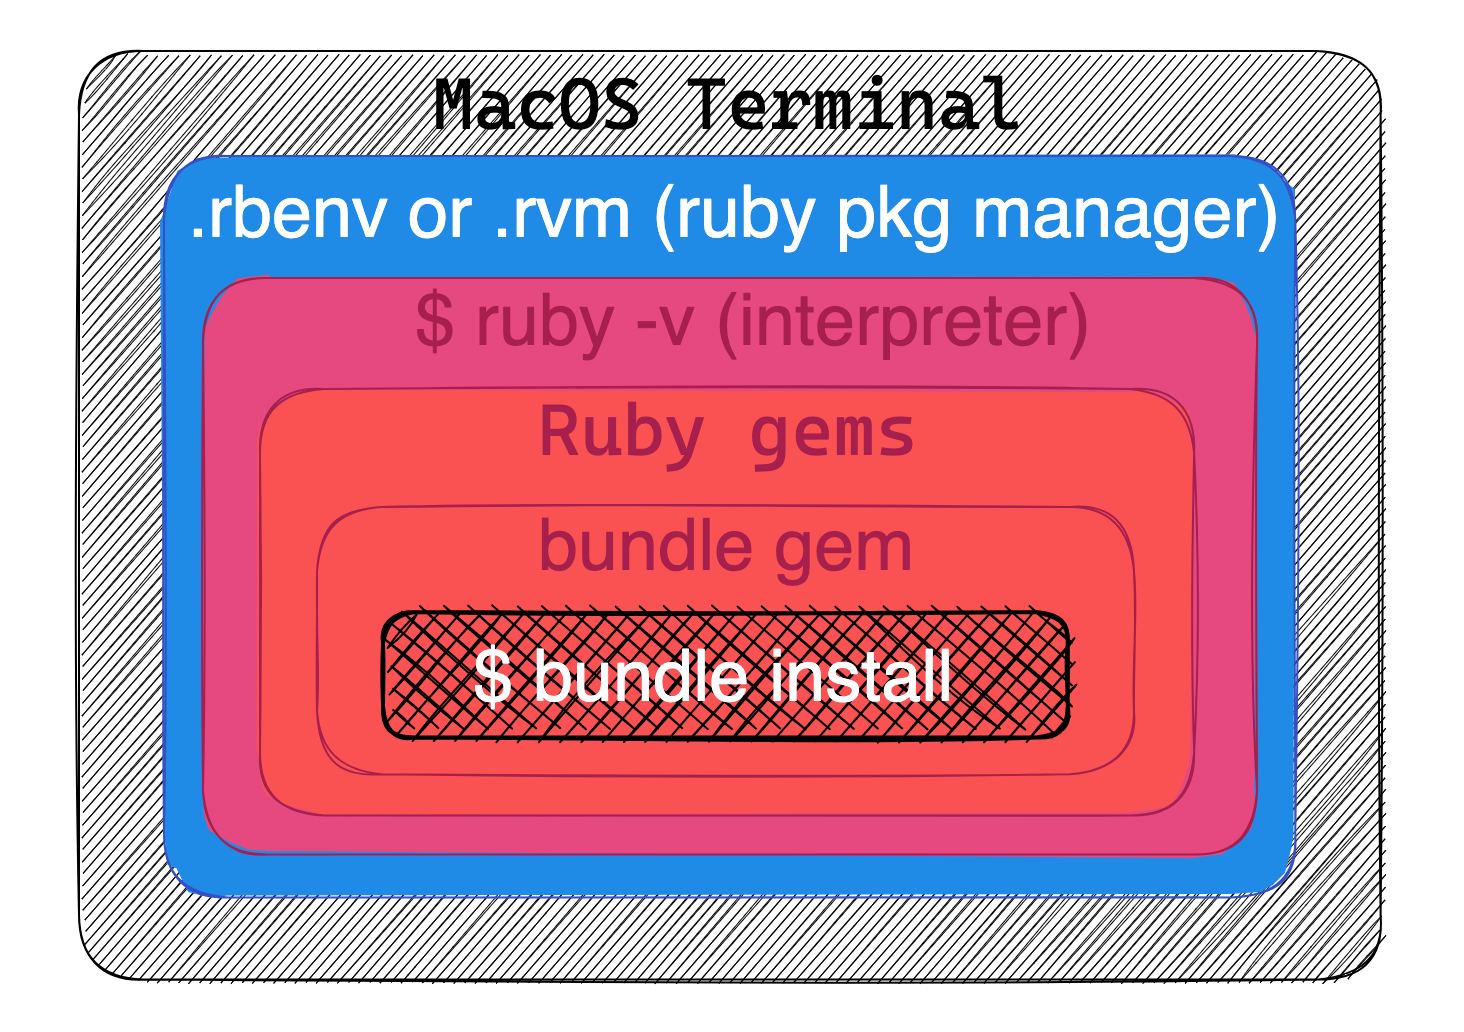 MacOS Terminal
.rbenv or .rvm (ruby pkg manager)
$ ruby -v (interpreter)
Ruby gems
bundle gem
$ bundle install